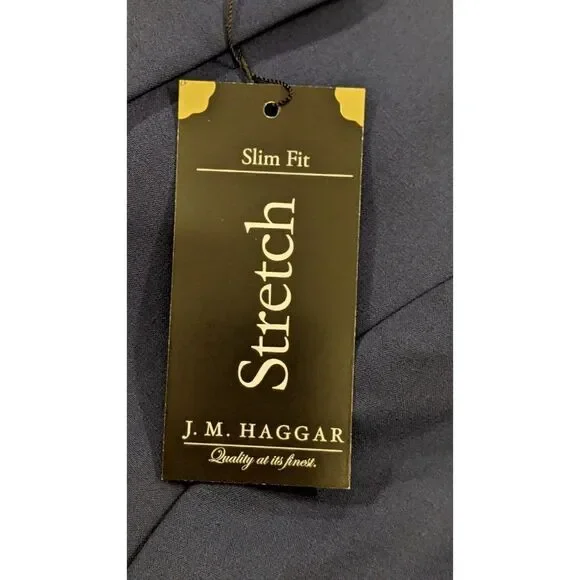 Slim Fit
Stretch
J. M. HAGGAR
Quality at its finest.